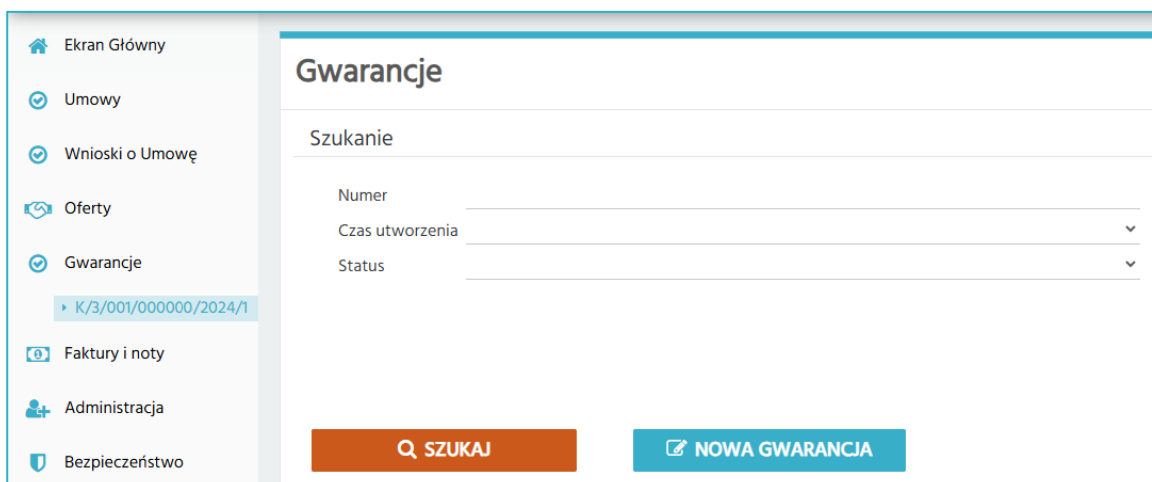 Ekran Główny
Umowy
Wnioski o Umowę
Oferty
Gwarancje
K/3/001/000000/2024/1
Faktury i noty
Administracja
Bezpieczeństwo
Gwarancje
Szukanie
Numer
Czas utworzenia
Status
SZUKAJ
NOWA GWARANCJA